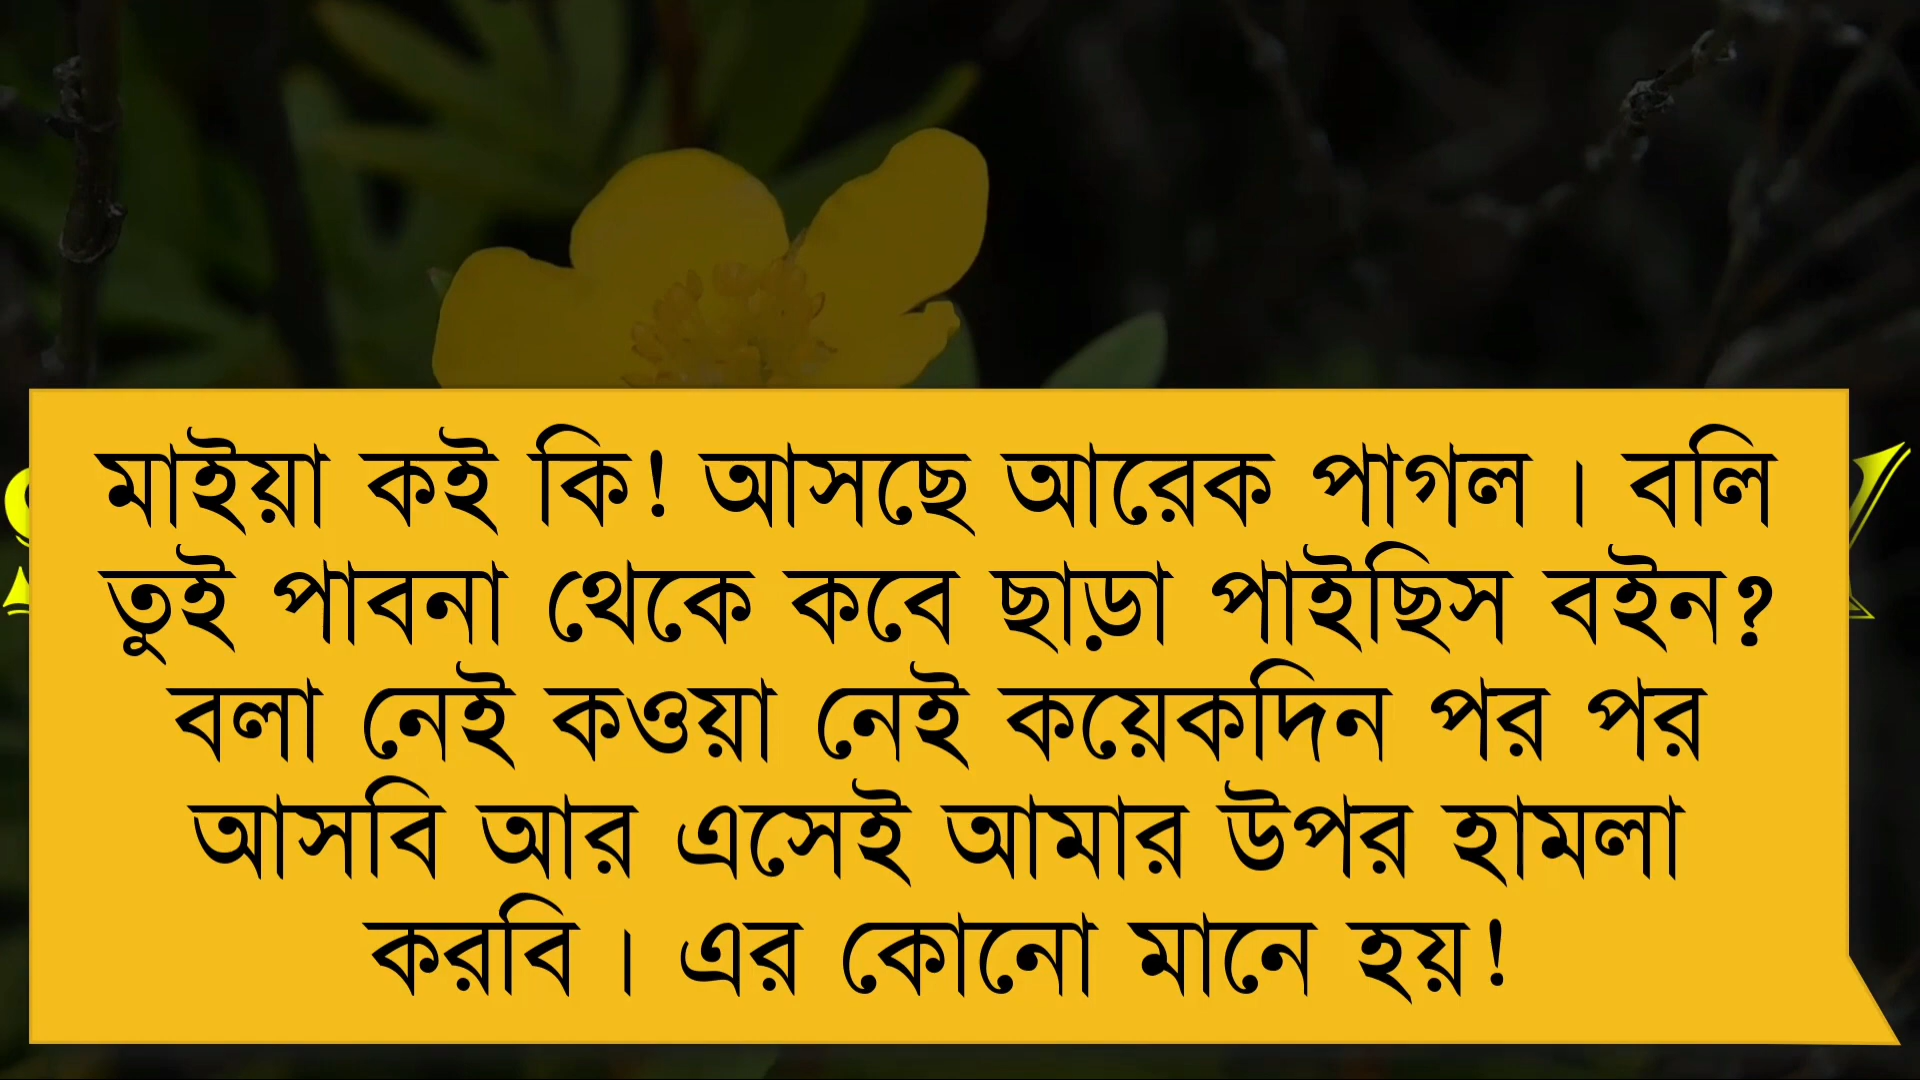 মাইয়া কই কি! আসছে আরেক পাগল। বলি
তুই পাবনা থেকে কবে ছাড়া পাইছিস বইন?
বলা নেই কওয়া নেই কয়েকদিন পর পর
আসবি আর এসেই আমার উপর হামলা
করবি। এর কোনো মানে হয়!